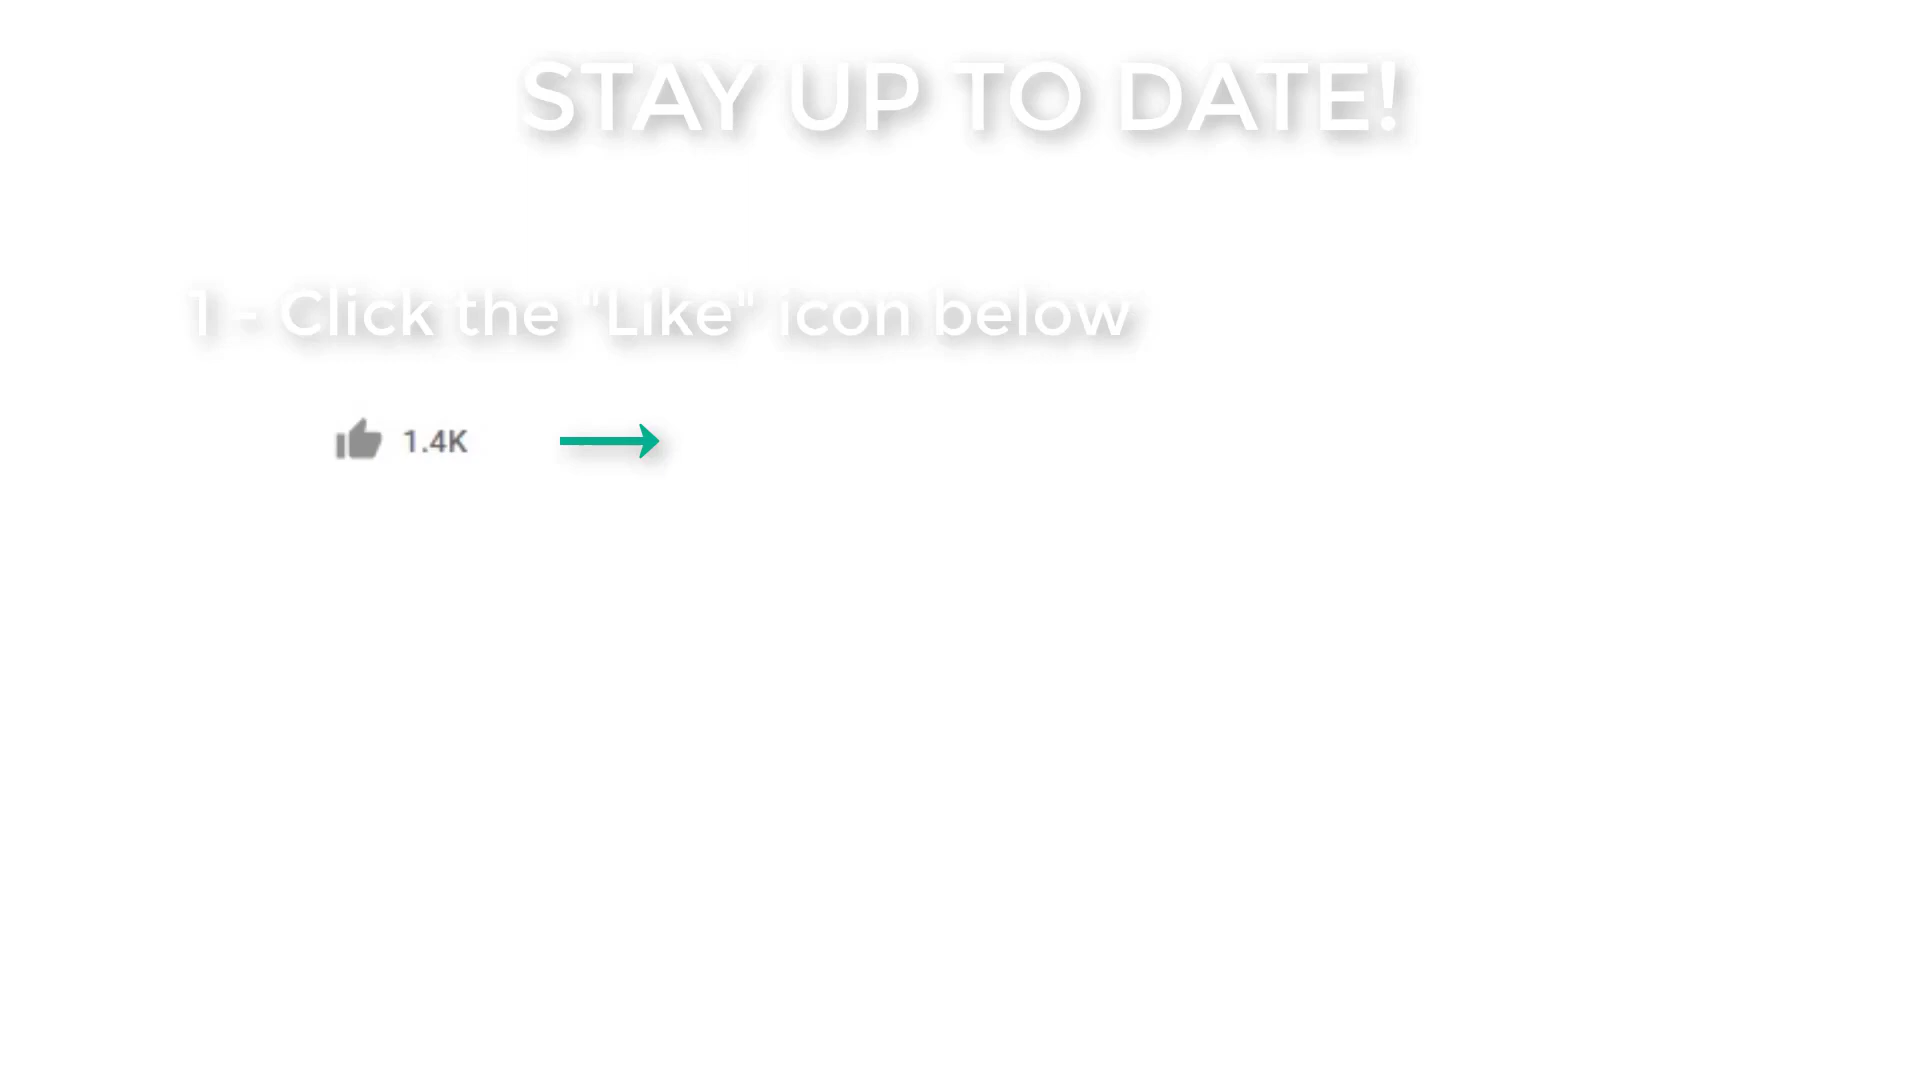 STAY UP TO DATE!
1 - Click the "Like" icon below
1.4K